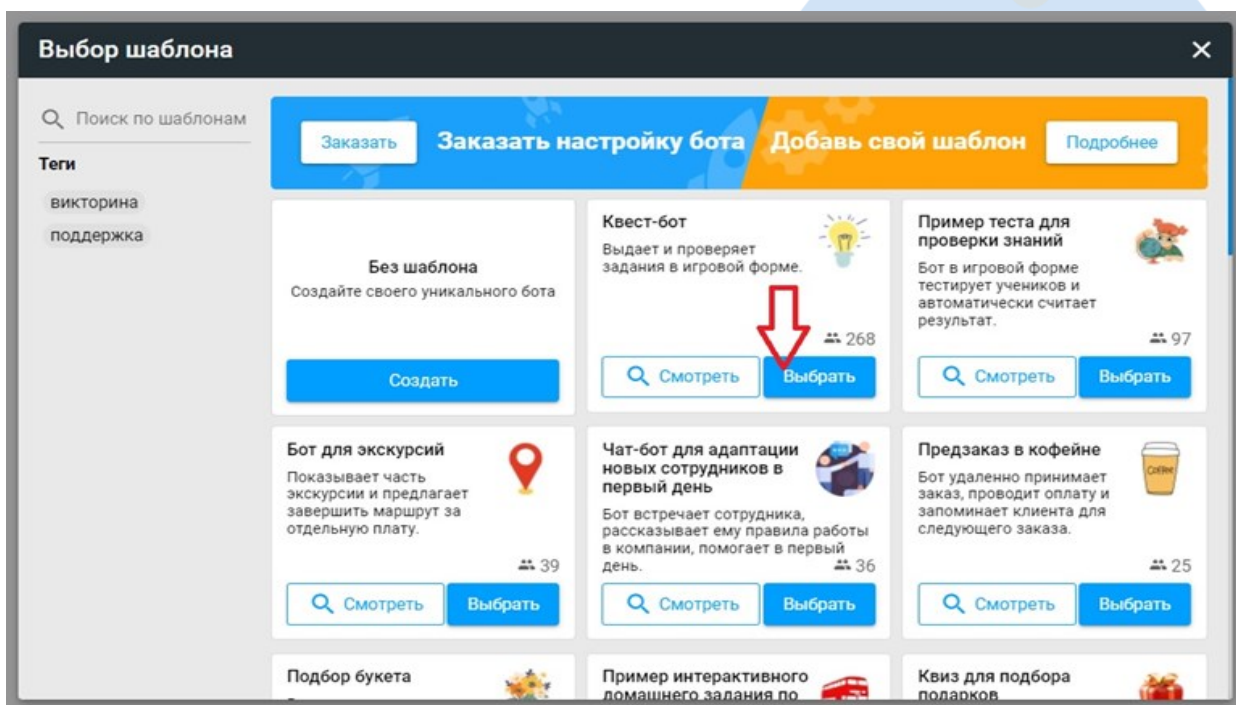 Выбор шаблона
Поиск по шаблонам
Теги
викторина
поддержка
Заказать
Заказать настройку бота
Добавь свой шаблон
Подробнее
Без шаблона
Создайте своего уникального бота
Создать
Квест-бот
Выдает и проверяет
задания в игровой форме.
268
Смотреть
Выбрать
Пример теста для
проверки знаний
Бот в игровой форме
тестирует учеников и
автоматически считает
результат.
97
Смотреть
Выбрать
Бот для экскурсий
Показывает часть
экскурсии и предлагает
завершить маршрут за
отдельную плату.
39
Смотреть
Выбрать
Чат-бот для адаптации
новых сотрудников в
первый день
Бот встречает сотрудника,
рассказывает ему правила работы
в компании, помогает в первый
день.
36
Смотреть
Выбрать
Предзаказ в кофейне
Бот удаленно принимает
заказ, проводит оплату и
запоминает клиента для
следующего заказа.
Coffee
25
Смотреть
Выбрать
Подбор букета
Пример интерактивного
домашнего задания по
Квиз для подбора
подарков